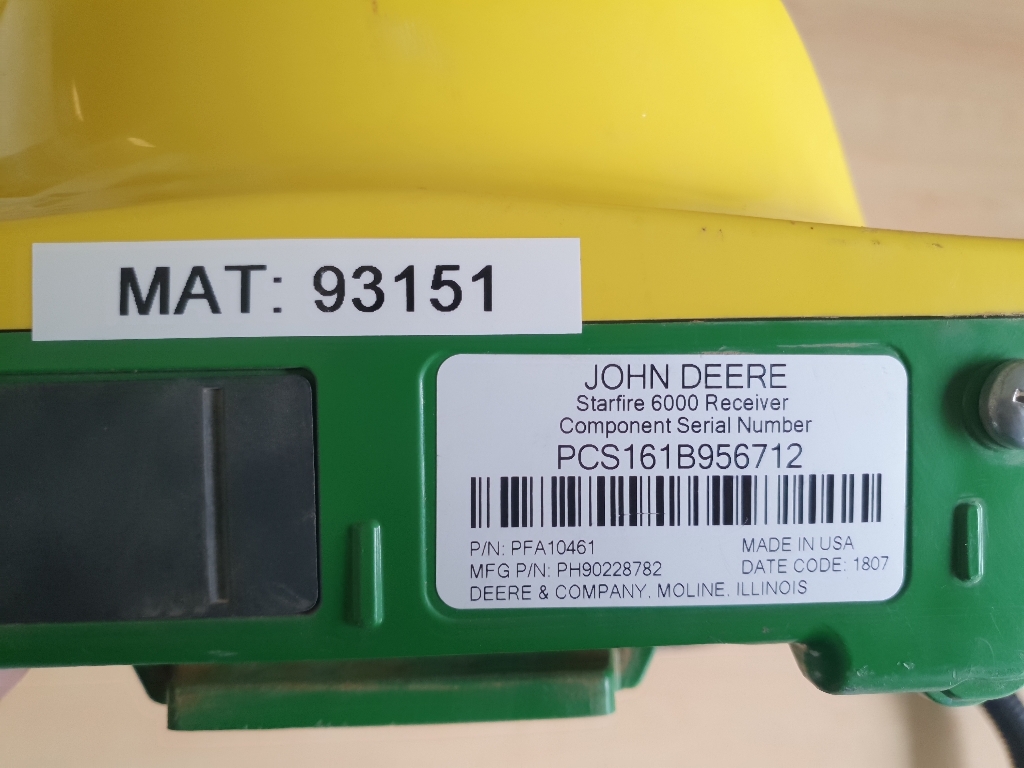 MAT: 93151
JOHN DEERE
Starfire 6000 Receiver
Component Serial Number
PCS161B956712
P/N: PFA10461
MFG P/N: PH90228782
MADE IN USA
DATE CODE: 1807
DEERE & COMPANY, MOLINE, ILLINOIS